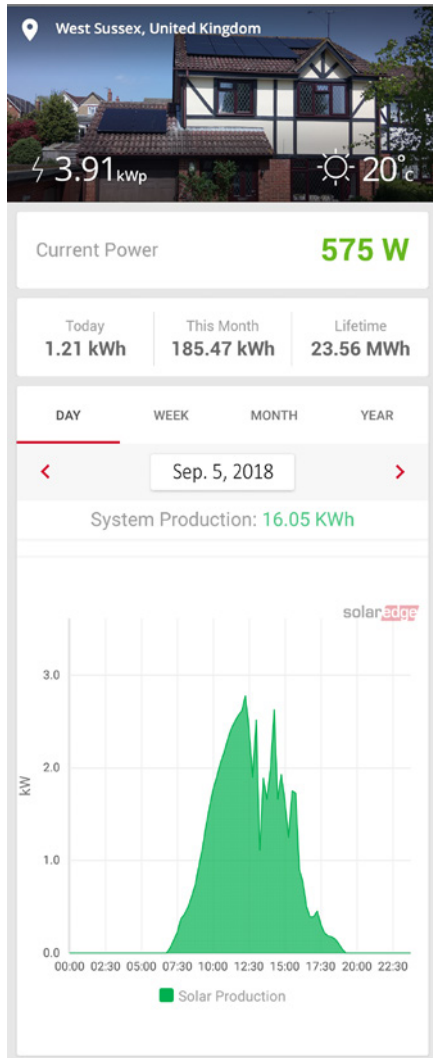 West Sussex, United Kingdom
3.91 kWp 20°c
Current Power 575 W
Today This Month Lifetime
1.21 kWh 185.47 kWh 23.56 MWh
DAY WEEK MONTH YEAR
Sep. 5, 2018
System Production: 16.05 KWh
solaredge
3.0
2.0
kW
1.0
0.0
00:00 02:30 05:00 07:30 10:00 12:30 15:00 17:30 20:00 22:30
Solar Production